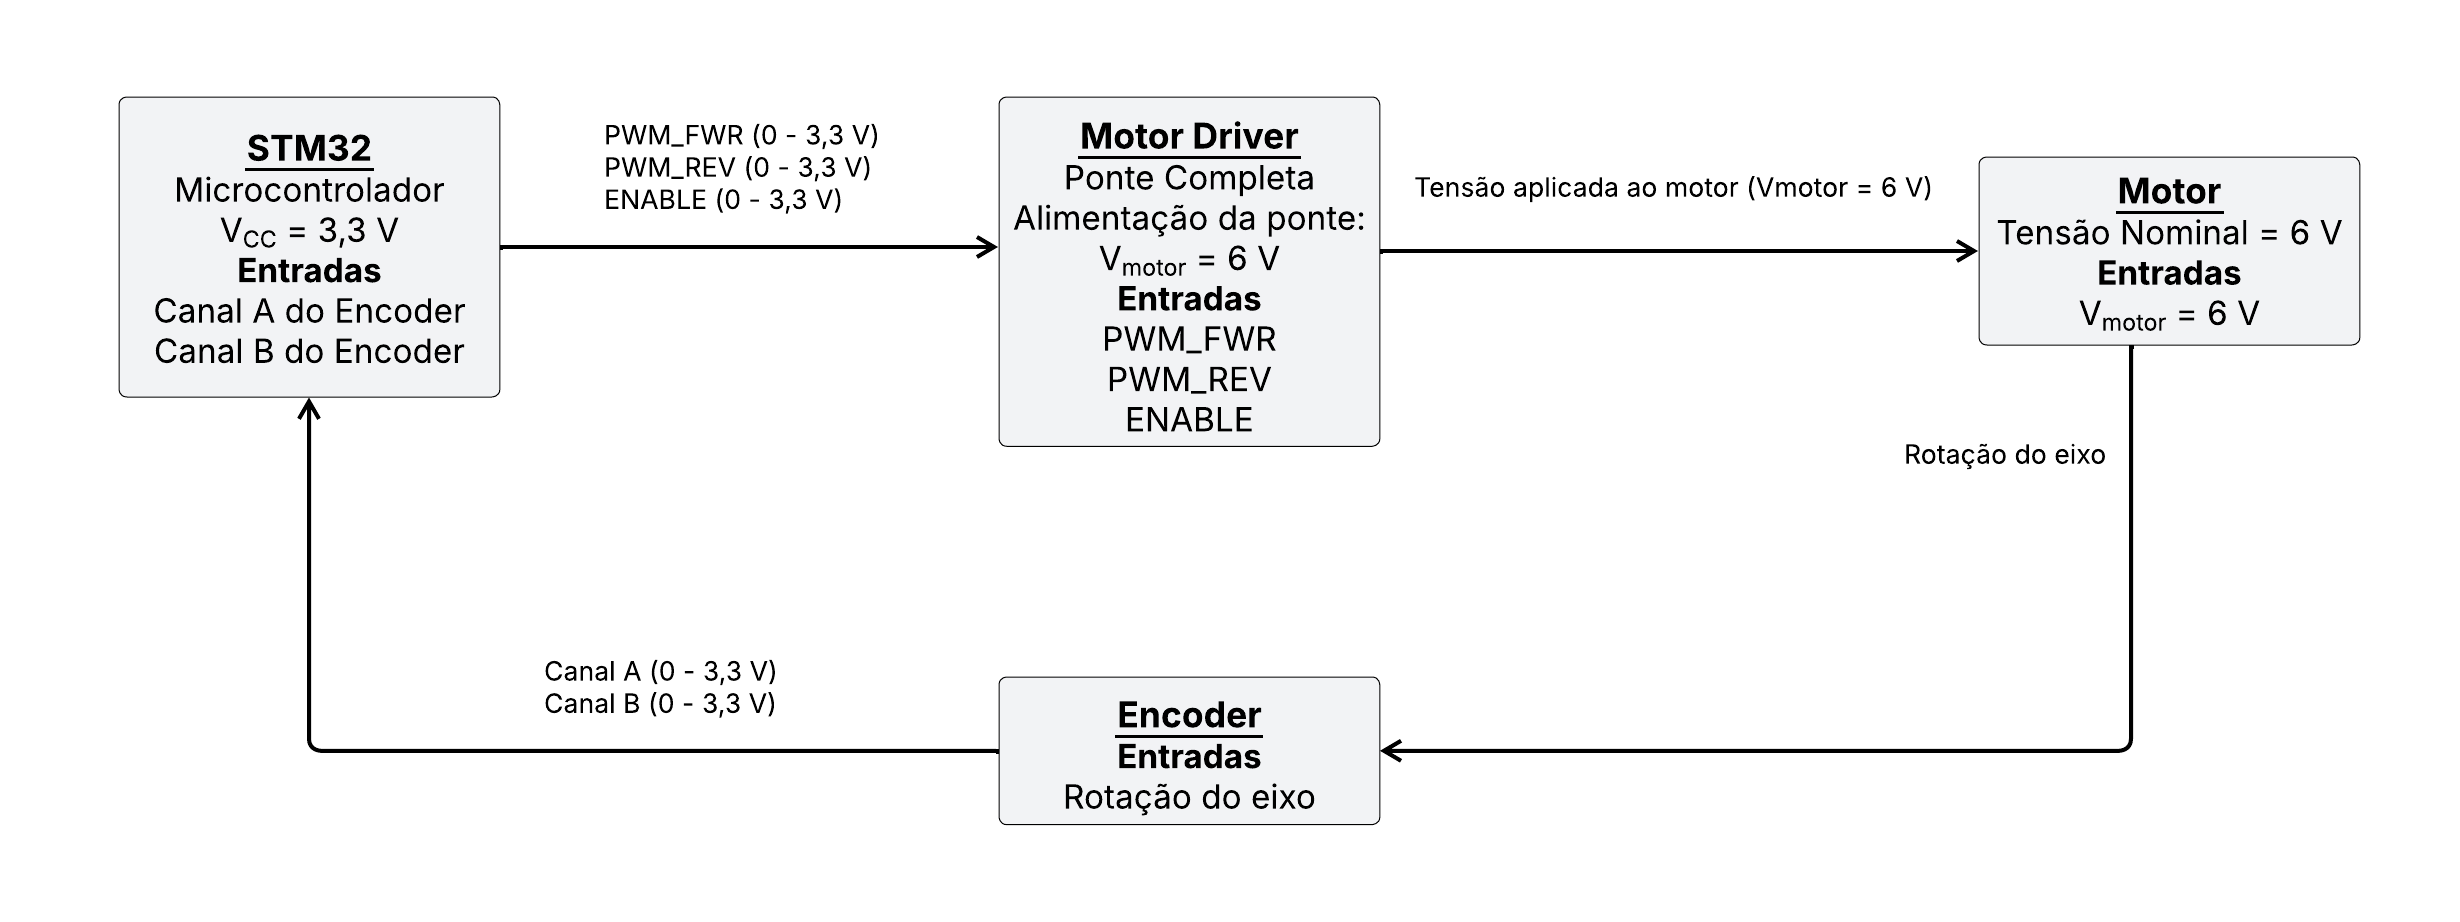 STM32
Microcontrolador
V_CC = 3,3 V
Entradas
Canal A do Encoder
Canal B do Encoder
PWM_FWR (0 - 3,3 V)
PWM_REV (0 - 3,3 V)
ENABLE (0 - 3,3 V)
Motor Driver
Ponte Completa
Alimentação da ponte:
V_motor = 6 V
Entradas
PWM_FWR
PWM_REV
ENABLE
Tensão aplicada ao motor (Vmotor = 6 V)
Motor
Tensão Nominal = 6 V
Entradas
V_motor = 6 V
Rotação do eixo
Canal A (0 - 3,3 V)
Canal B (0 - 3,3 V)
Encoder
Entradas
Rotação do eixo